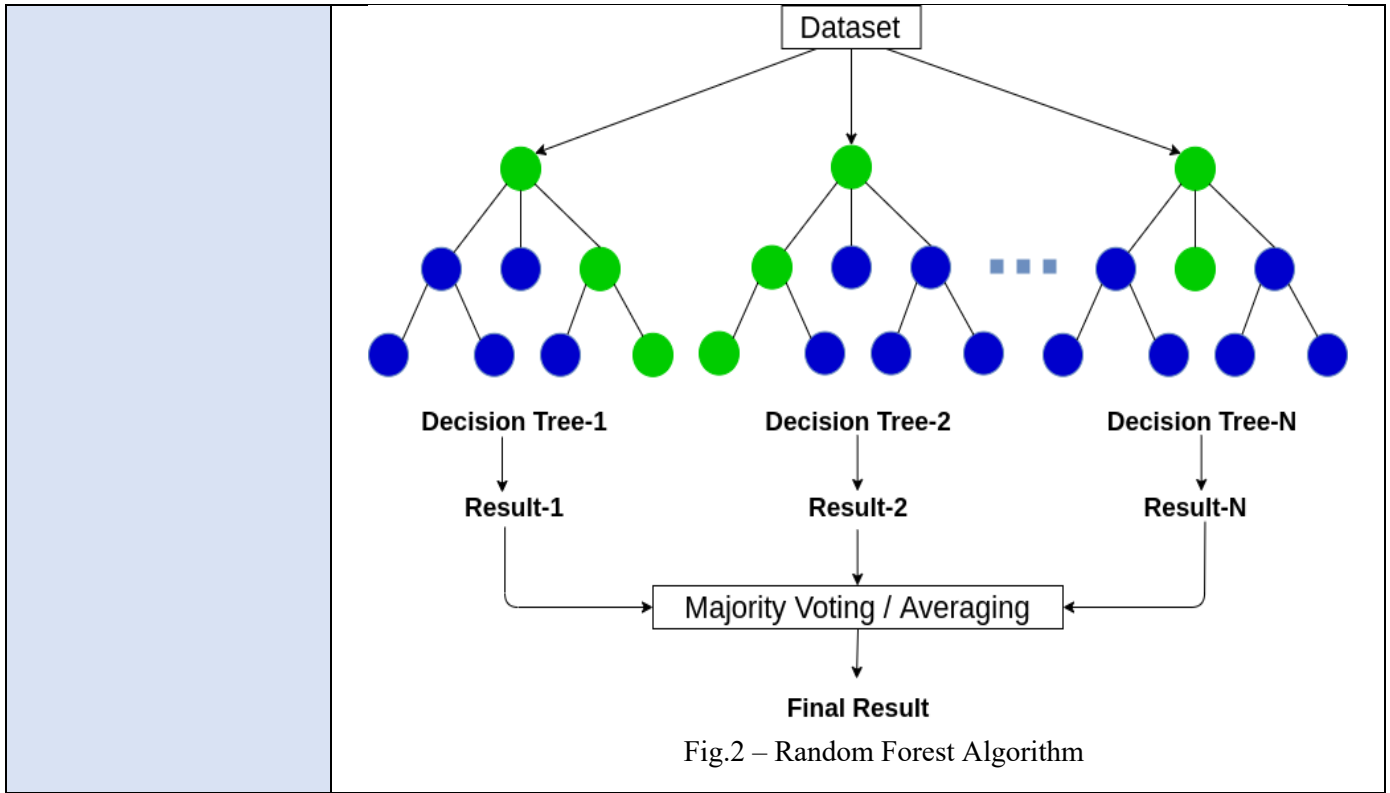 Dataset
Decision Tree-1
Decision Tree-2
Decision Tree-N
Result-1
Result-2
Result-N
Majority Voting / Averaging
Final Result
Fig.2 – Random Forest Algorithm